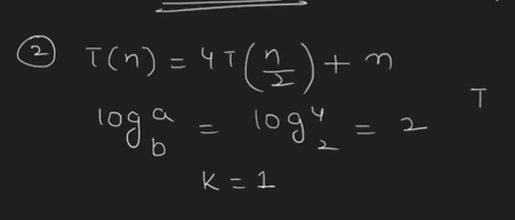 ② T(n) = 4T(n/2) + n
log_b^a = log_2^4 = 2
T
K = 1